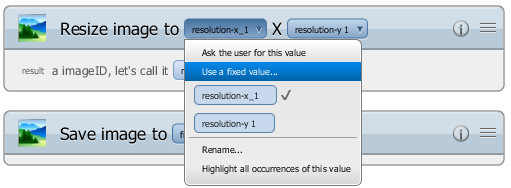 Resize image to resolution-x_1 X resolution-y 1
Ask the user for this value
Use a fixed value...
result a imageID, let's call it
resolution-x_1
resolution-y 1
Save image to
Rename...
Highlight all occurrences of this value